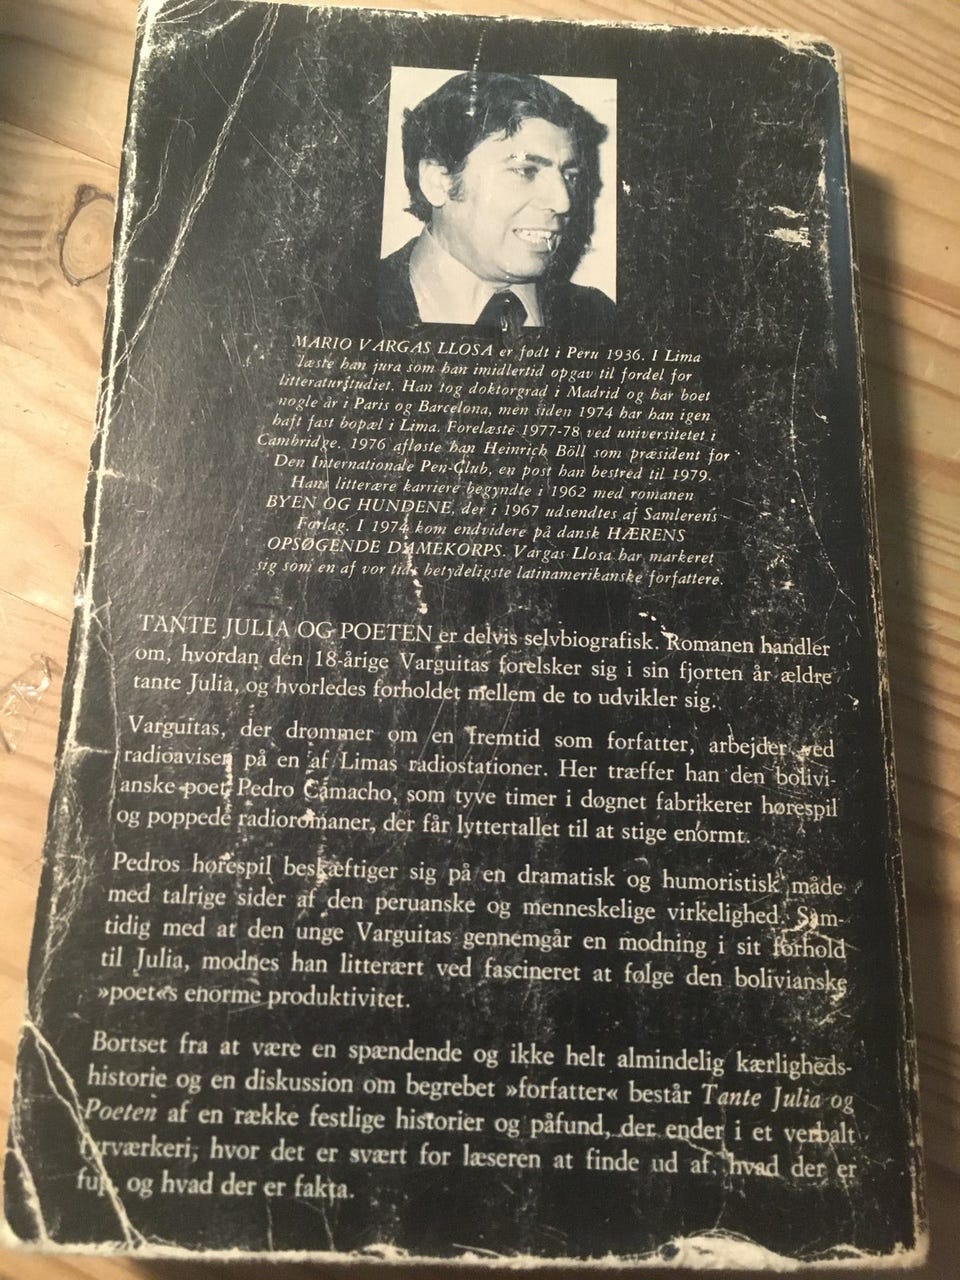 MARIO VARGAS LLOSA er født i Peru 1936. I Lima
læste han jura som han imidlertid opgav til fordel for
litteraturstudiet. Han tog doktorgrad i Madrid og har boet
nogle år i Paris og Barcelona, men siden 1974 har han igen
haft fast bopæl i Lima. Forelæste 1977-78 ved universitetet i
Cambridge. 1976 afløste han Heinrich Böll som præsident for
Den Internationale Pen-Club, en post han bestred til 1979.
Hans litterære karriere begyndte i 1962 med romanen
BYEN OG HUNDENE, der i 1967 udsendtes af Samlerens
Forlag. I 1974 kom endvidere på dansk HÆRENS
OPSØGENDE DAMEKORPS. Vargas Llosa har markeret
sig som en af vor tids betydeligste latinamerikanske forfattere.
TANTE JULIA OG POETEN er delvis selvbiografisk. Romanen handler
om, hvordan den 18-årige Varguitas forelsker sig i sin fjorten år ældre
tante Julia, og hvorledes forholdet mellem de to udvikler sig.
Varguitas, der drømmer om en fremtid som forfatter, arbejder ved
radioavisen på en af Limas radiostationer. Her træffer han den bolivi-
anske poet Pedro Camacho, som tyve timer i døgnet fabrikerer hørespil
og poppede radioromaner, der får lyttertallet til at stige enormt.
Pedros hørespil beskæftiger sig på en dramatisk og humoristisk måde
med talrige sider af den peruanske og menneskelige virkelighed. Sam-
tidig med at den unge Varguitas gennemgår en modning i sit forhold
til Julia, modnes han litterært ved fascineret at følge den bolivianske
»poet«s enorme produktivitet.
Bortset fra at være en spændende og ikke helt almindelig kærligheds-
historie og en diskussion om begrebet »forfatter« består Tante Julia og
Poeten af en række festlige historier og påfund, der ender i et verbalt
fyrværkeri, hvor det er svært for læseren at finde ud af, hvad der er
fup, og hvad der er fakta.